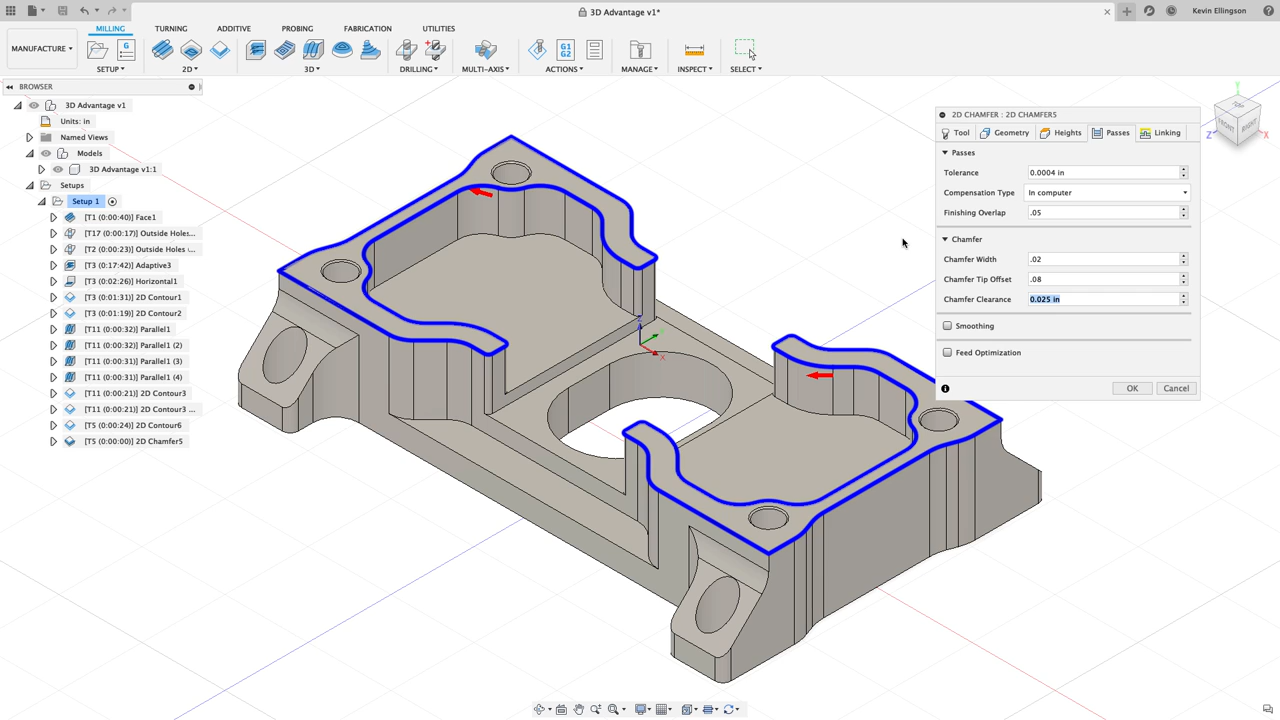 3D Advantage v1*
Kevin Ellingson
MANUFACTURE
MILLING TURNING ADDITIVE PROBING FABRICATION UTILITIES
G
G1
G2
SETUP 2D 3D DRILLING MULTI-AXIS ACTIONS MANAGE INSPECT SELECT
BROWSER
3D Advantage v1
Units: in
Named Views
Models
3D Advantage v1:1
Setups
Setup 1
[T1 (0:00:40)] Face1
[T17 (0:00:17)] Outside Holes...
[T2 (0:00:23)] Outside Holes
[T3 (0:17:42)] Adaptive3
[T3 (0:02:26)] Horizontal1
[T3 (0:01:31)] 2D Contour1
[T3 (0:01:19)] 2D Contour2
[T11 (0:00:32)] Parallel1
[T11 (0:00:32)] Parallel1 (2)
[T11 (0:00:31)] Parallel1 (3)
[T11 (0:00:31)] Parallel1 (4)
[T11 (0:00:21)] 2D Contour3
[T11 (0:00:21)] 2D Contour3 ...
[T5 (0:00:24)] 2D Contour6
[T5 (0:00:00)] 2D Chamfer5
2D CHAMFER : 2D CHAMFER5
Tool Geometry Heights Passes Linking
Passes
Tolerance 0.0004 in
Compensation Type In computer
Finishing Overlap .05
Chamfer
Chamfer Width .02
Chamfer Tip Offset .08
Chamfer Clearance 0.025 in
Smoothing
Feed Optimization
OK Cancel
Y
FRONT RIGHT
Z X
Z
X